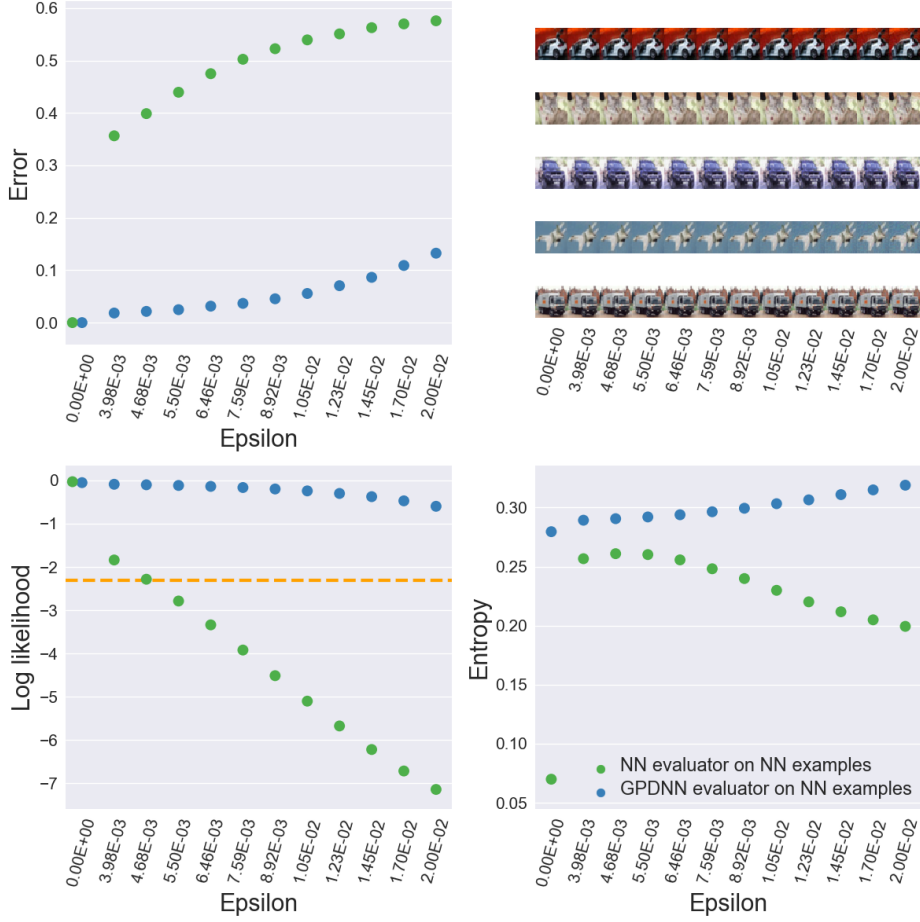 0.6
0.5
0.4
0.3
0.2
0.1
0.0
Error
0.00E+00
3.98E-03
4.68E-03
5.50E-03
6.46E-03
7.59E-03
8.92E-03
1.05E-02
1.23E-02
1.45E-02
1.70E-02
2.00E-02
Epsilon
0.00E+00
3.98E-03
4.68E-03
5.50E-03
6.46E-03
7.59E-03
8.92E-03
1.05E-02
1.23E-02
1.45E-02
1.70E-02
2.00E-02
0
−1
−2
−3
−4
−5
−6
−7
Log likelihood
0.00E+00
3.98E-03
4.68E-03
5.50E-03
6.46E-03
7.59E-03
8.92E-03
1.05E-02
1.23E-02
1.45E-02
1.70E-02
2.00E-02
Epsilon
0.30
0.25
0.20
0.15
0.10
0.05
Entropy
NN evaluator on NN examples
GPDNN evaluator on NN examples
0.00E+00
3.98E-03
4.68E-03
5.50E-03
6.46E-03
7.59E-03
8.92E-03
1.05E-02
1.23E-02
1.45E-02
1.70E-02
2.00E-02
Epsilon